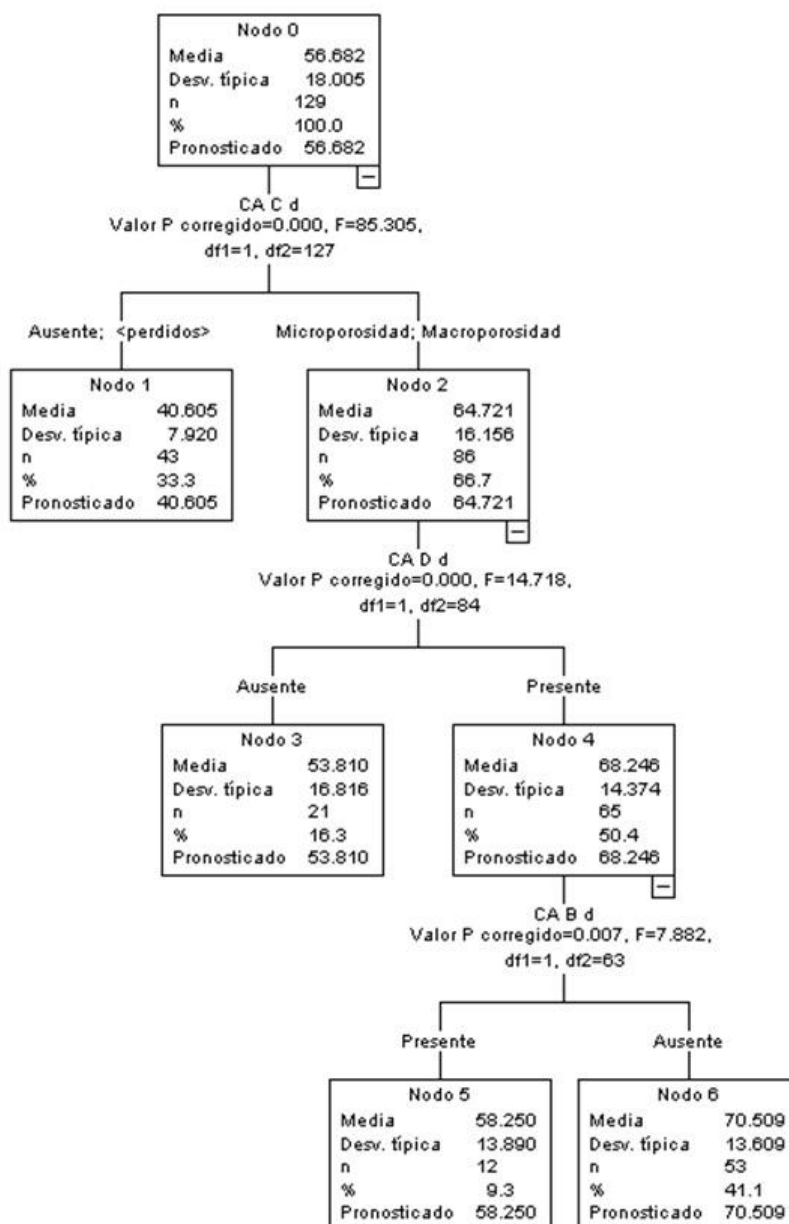 Nodo 0
Media 56.682
Desv. típica 18.005
n 129
% 100.0
Pronosticado 56.682
CA C d
Valor P corregido=0.000, F=85.305,
df1=1, df2=127
Ausente; <perdidos> Microporosidad; Macroporosidad
Nodo 1
Media 40.605
Desv. típica 7.920
n 43
% 33.3
Pronosticado 40.605
Nodo 2
Media 64.721
Desv. típica 16.156
n 86
% 66.7
Pronosticado 64.721
CA D d
Valor P corregido=0.000, F=14.718,
df1=1, df2=84
Ausente Presente
Nodo 3
Media 53.810
Desv. típica 16.816
n 21
% 16.3
Pronosticado 53.810
Nodo 4
Media 68.246
Desv. típica 14.374
n 65
% 50.4
Pronosticado 68.246
CA B d
Valor P corregido=0.007, F=7.882,
df1=1, df2=63
Presente Ausente
Nodo 5
Media 58.250
Desv. típica 13.890
n 12
% 9.3
Pronosticado 58.250
Nodo 6
Media 70.509
Desv. típica 13.609
n 53
% 41.1
Pronosticado 70.509